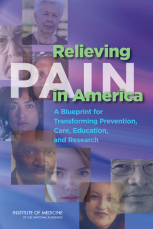 Relieving
PAIN
in America
A Blueprint for
Transforming Prevention,
Care, Education,
and Research
INSTITUTE OF MEDICINE
OF THE NATIONAL ACADEMIES